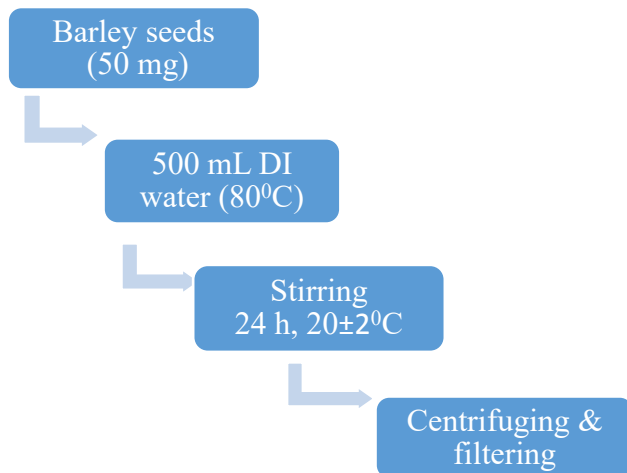 Barley seeds
(50 mg)
500 mL DI
water (80⁰C)
Stirring
24 h, 20±2⁰C
Centrifuging &
filtering